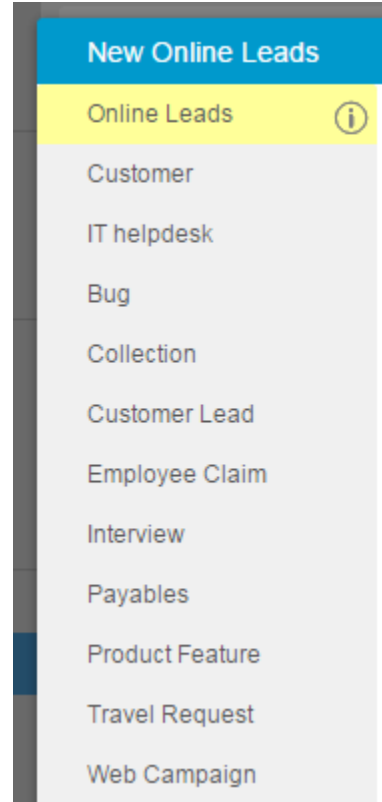 New Online Leads
Online Leads
Customer
IT helpdesk
Bug
Collection
Customer Lead
Employee Claim
Interview
Payables
Product Feature
Travel Request
Web Campaign